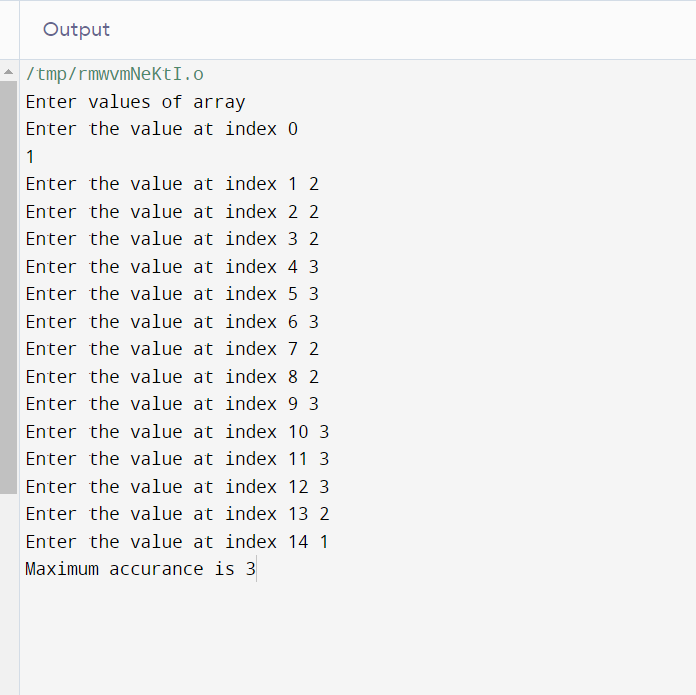 Output
/tmp/rmwvmNeKtI.o
Enter values of array
Enter the value at index 0
1
Enter the value at index 1 2
Enter the value at index 2 2
Enter the value at index 3 2
Enter the value at index 4 3
Enter the value at index 5 3
Enter the value at index 6 3
Enter the value at index 7 2
Enter the value at index 8 2
Enter the value at index 9 3
Enter the value at index 10 3
Enter the value at index 11 3
Enter the value at index 12 3
Enter the value at index 13 2
Enter the value at index 14 1
Maximum accurance is 3